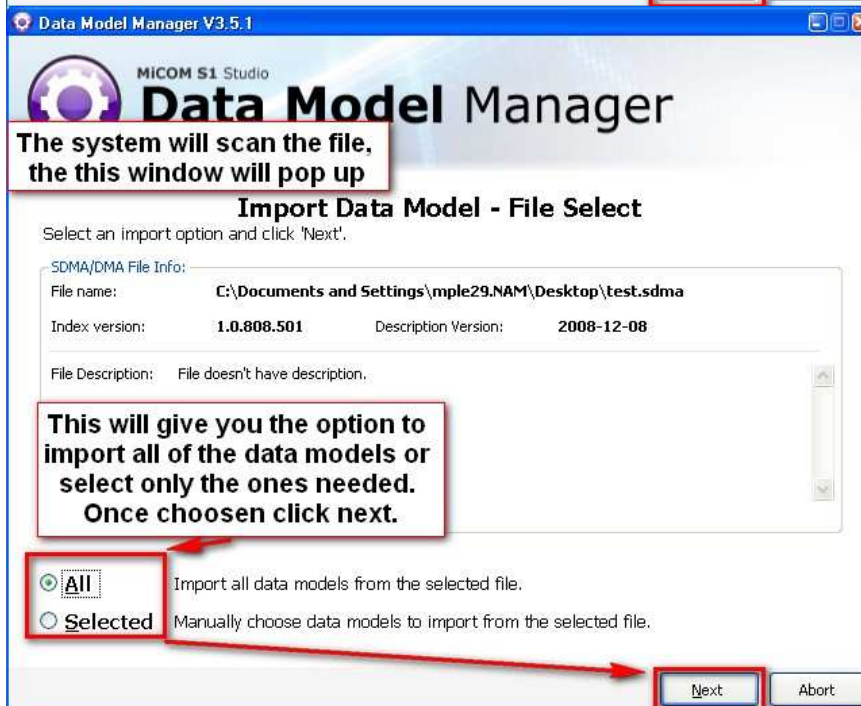 Data Model Manager V3.5.1
MiCOM S1 Studio
Data Model Manager
The system will scan the file,
the this window will pop up
Import Data Model - File Select
Select an import option and click 'Next'.
SDMA/DMA File Info:
File name: C:\Documents and Settings\mple29.NAM\Desktop\test.sdma
Index version: 1.0.808.501 Description Version: 2008-12-08
File Description: File doesn't have description.
This will give you the option to
import all of the data models or
select only the ones needed.
Once choosen click next.
All Import all data models from the selected file.
Selected Manually choose data models to import from the selected file.
Next Abort